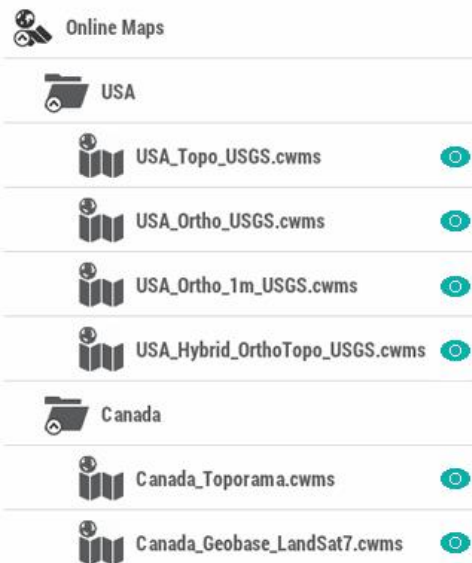 Online Maps
USA
USA_Topo_USGS.cwms
USA_Ortho_USGS.cwms
USA_Ortho_1m_USGS.cwms
USA_Hybrid_OrthoTopo_USGS.cwms
Canada
Canada_Toporama.cwms
Canada_Geobase_LandSat7.cwms